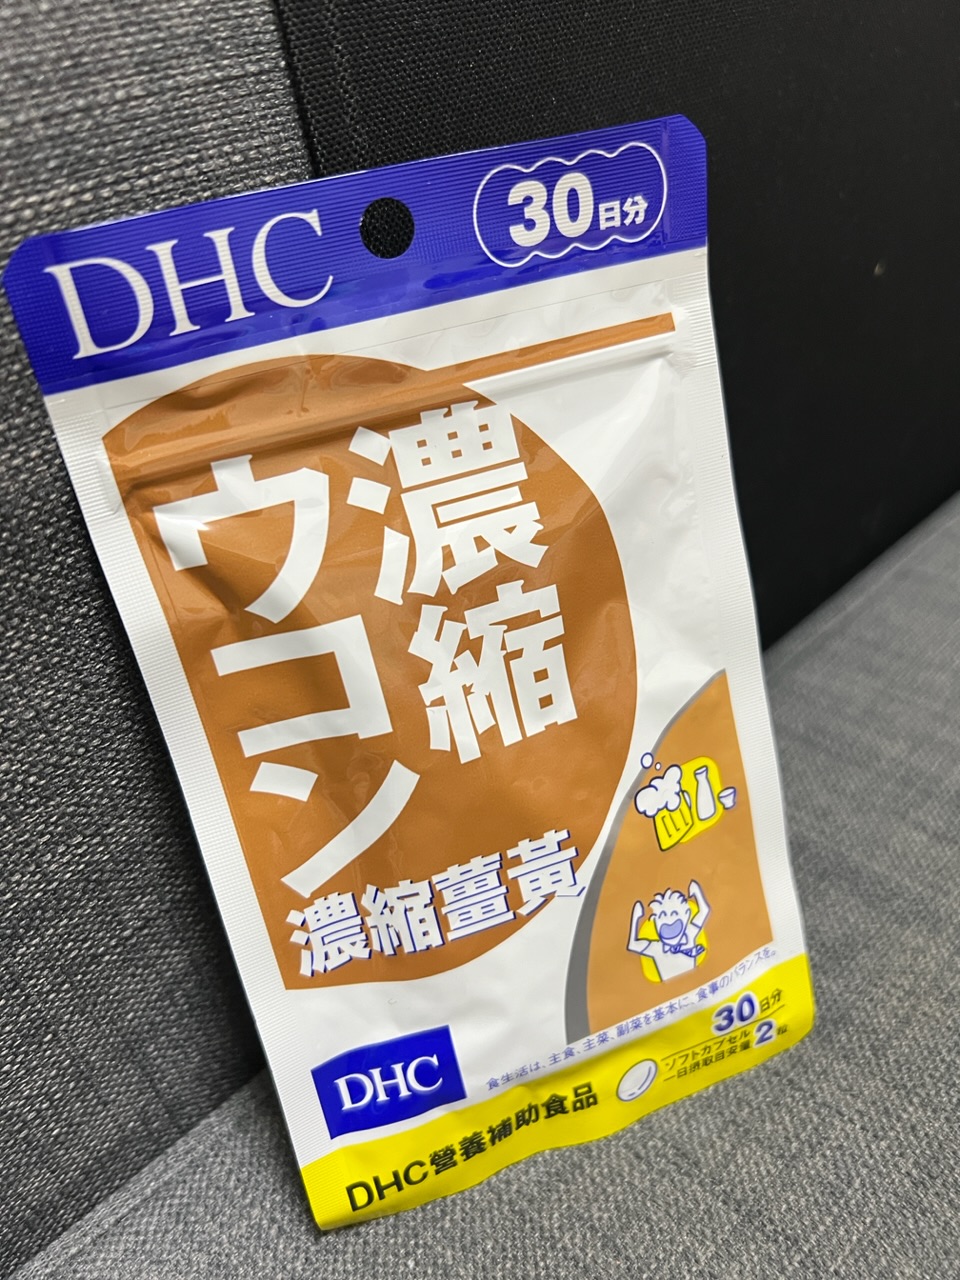 DHC
30日分
濃縮
ウコン
濃縮薑黃
DHC
食生活は、主食、主菜、副菜を基本に、食事のバランスを。
30日分
ソフトカプセル
一日摂取目安量 2粒
DHC營養補助食品